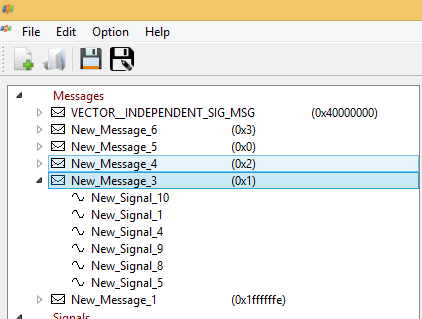 File Edit Option Help
Messages
VECTOR__INDEPENDENT_SIG_MSG (0x40000000)
New_Message_6 (0x3)
New_Message_5 (0x0)
New_Message_4 (0x2)
New_Message_3 (0x1)
New_Signal_10
New_Signal_1
New_Signal_4
New_Signal_9
New_Signal_8
New_Signal_5
New_Message_1 (0x1ffffffe)
Signals